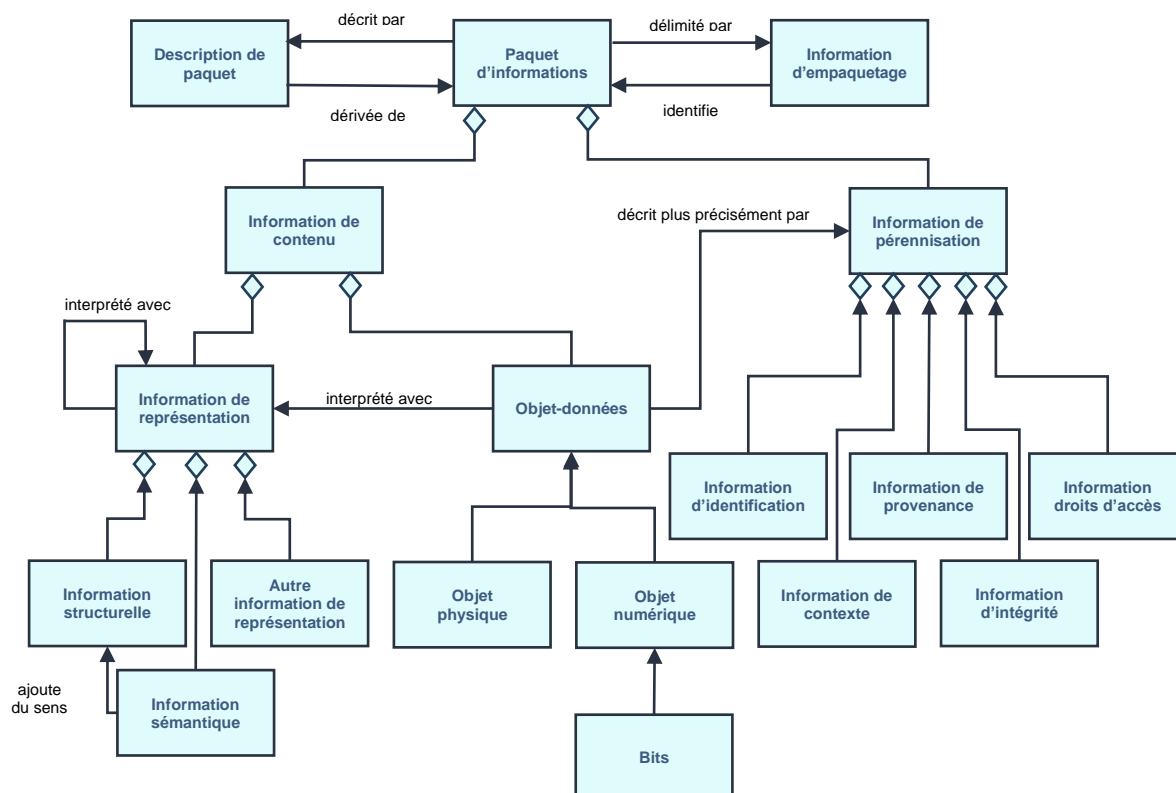 décrit par
délimité par
Description de
paquet
Paquet
d'informations
Information
d'empaquetage
dérivée de
identifie
Information de
contenu
décrit plus précisément par
Information de
pérennisation
interprété avec
Information de
représentation
interprété avec
Objet-données
Information
d'identification
Information de
provenance
Information
droits d'accès
Information
structurelle
Autre
information de
représentation
Objet
physique
Objet
numérique
Information de
contexte
Information
d'intégrité
ajoute
du sens
Information
sémantique
Bits